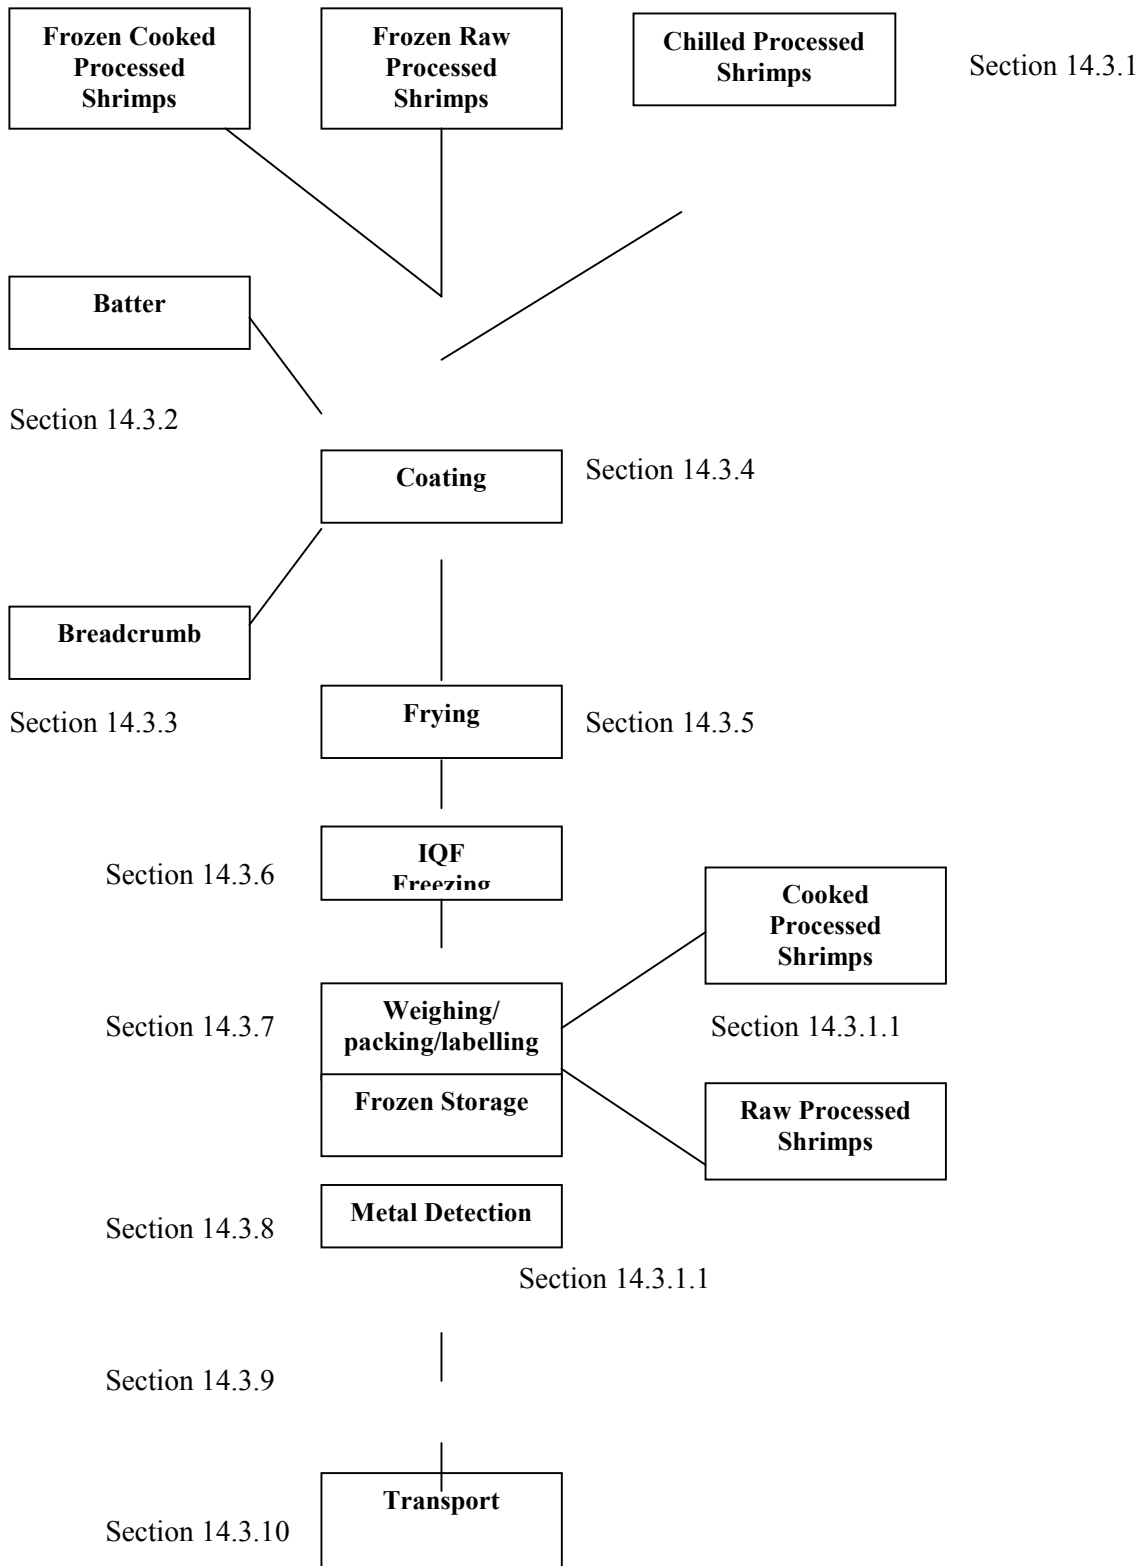 Frozen Cooked
Processed
Shrimps
Frozen Raw
Processed
Shrimps
Chilled Processed
Shrimps
Section 14.3.1
Batter
Section 14.3.2
Coating
Section 14.3.4
Breadcrumb
Section 14.3.3
Frying
Section 14.3.5
IQF
Freezing
Section 14.3.6
Cooked
Processed
Shrimps
Weighing/
packing/labelling
Section 14.3.7
Section 14.3.1.1
Frozen Storage
Raw Processed
Shrimps
Metal Detection
Section 14.3.8
Section 14.3.1.1
Section 14.3.9
Transport
Section 14.3.10